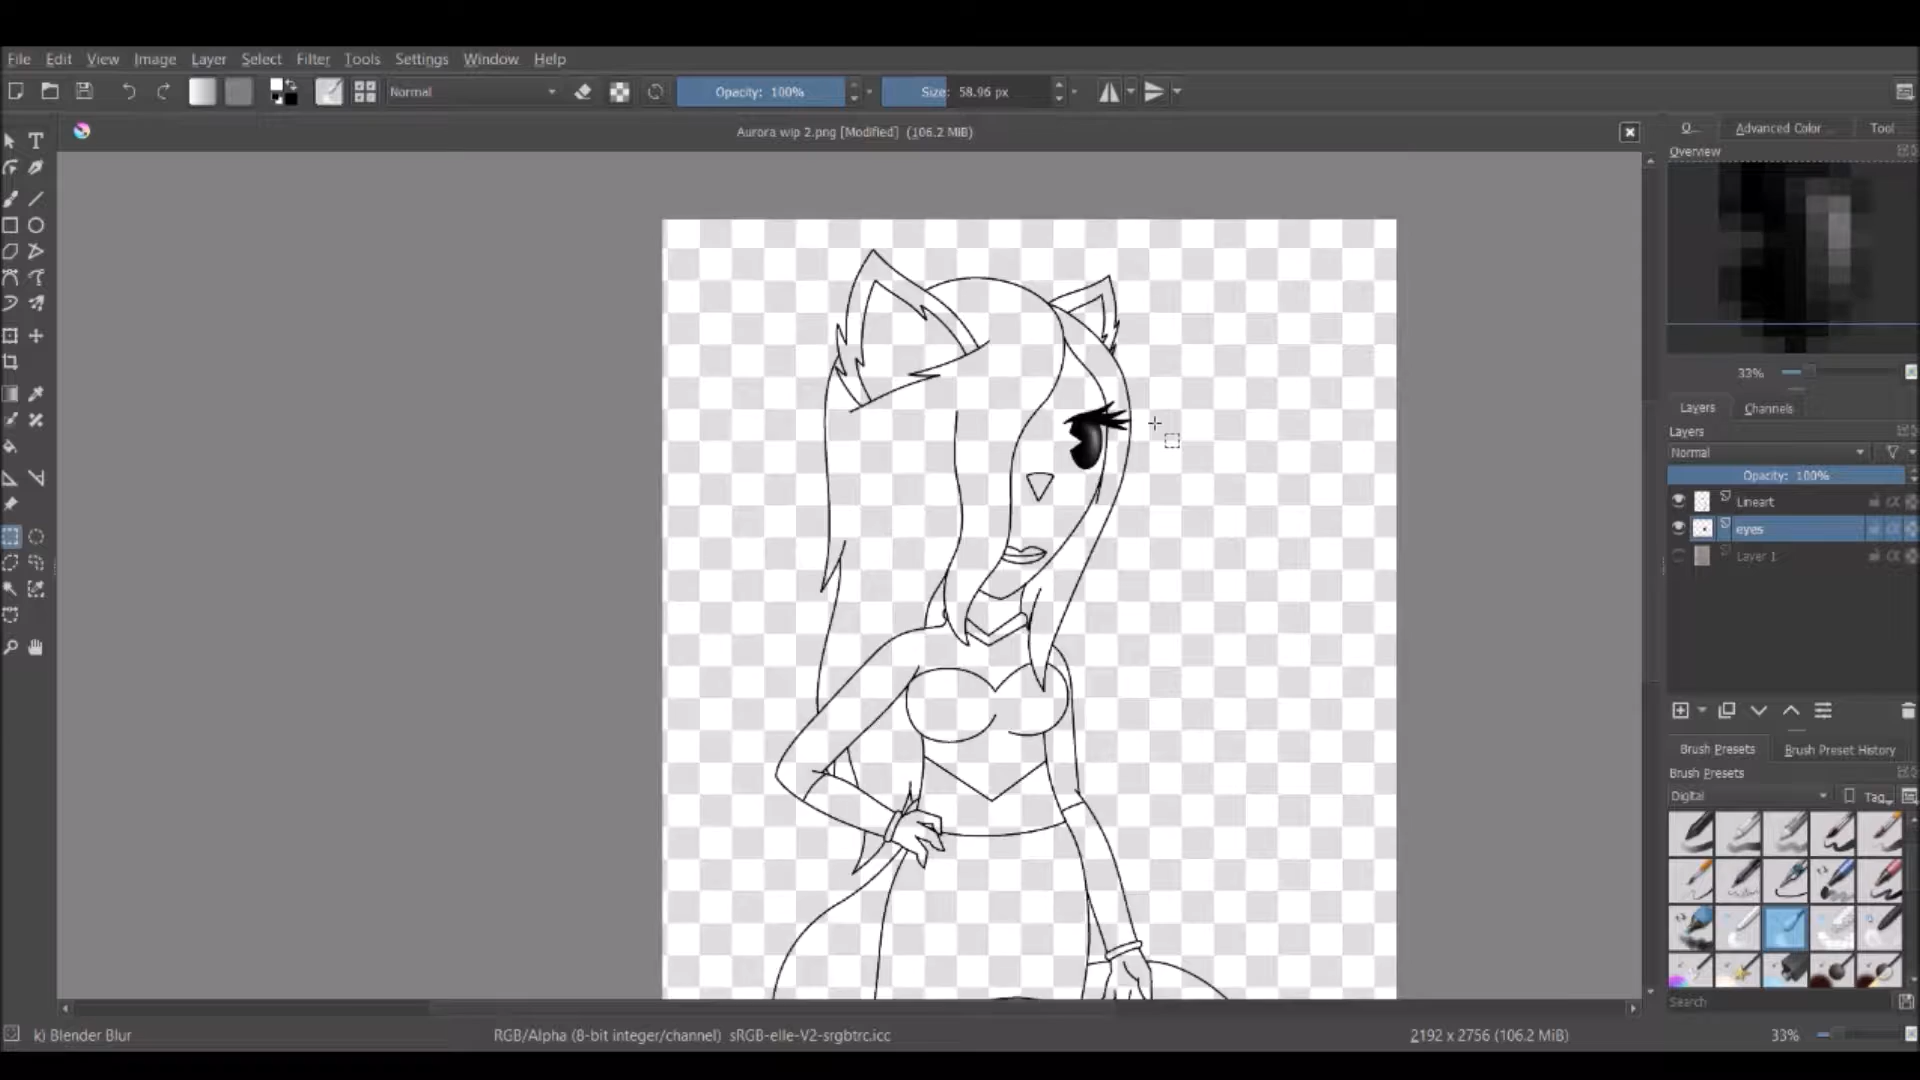 File Edit View Image Layer Select Filter Tools Settings Window Help
Normal Opacity: 100% Size: 58.96 px
Aurora wip 2.png [Modified] (106.2 MiB)
Q... Advanced Color Tool
Overview
33%
Layers Channels
Layers
Normal
Opacity: 100%
Lineart
eyes
Layer 1
Brush Presets Brush Preset History
Brush Presets
Digital Tag
Search
k) Blender Blur RGB/Alpha (8-bit integer/channel) sRGB-elle-V2-srgbtrc.icc 2192 x 2756 (106.2 MiB) 33%